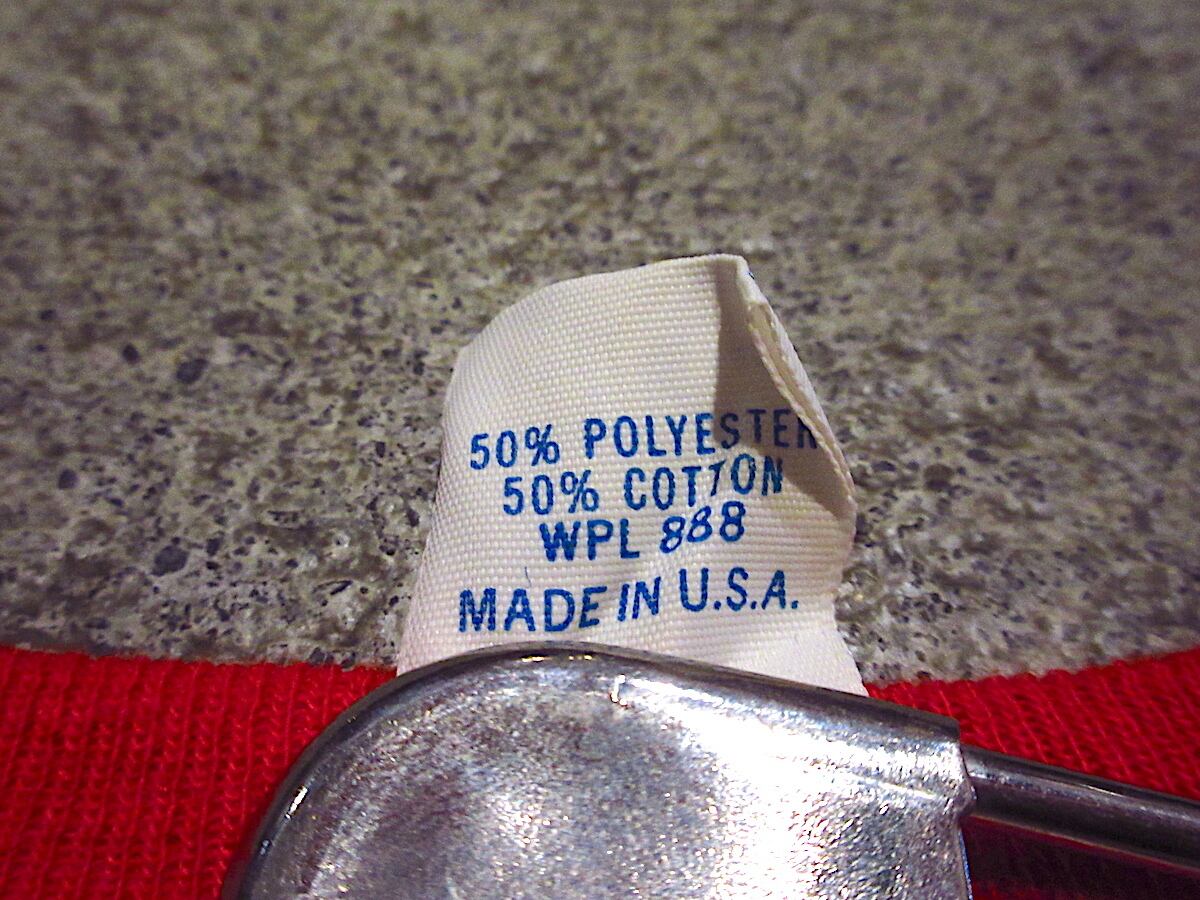 50% POLYESTER
50% COTTON
WPL 888
MADE IN U.S.A.